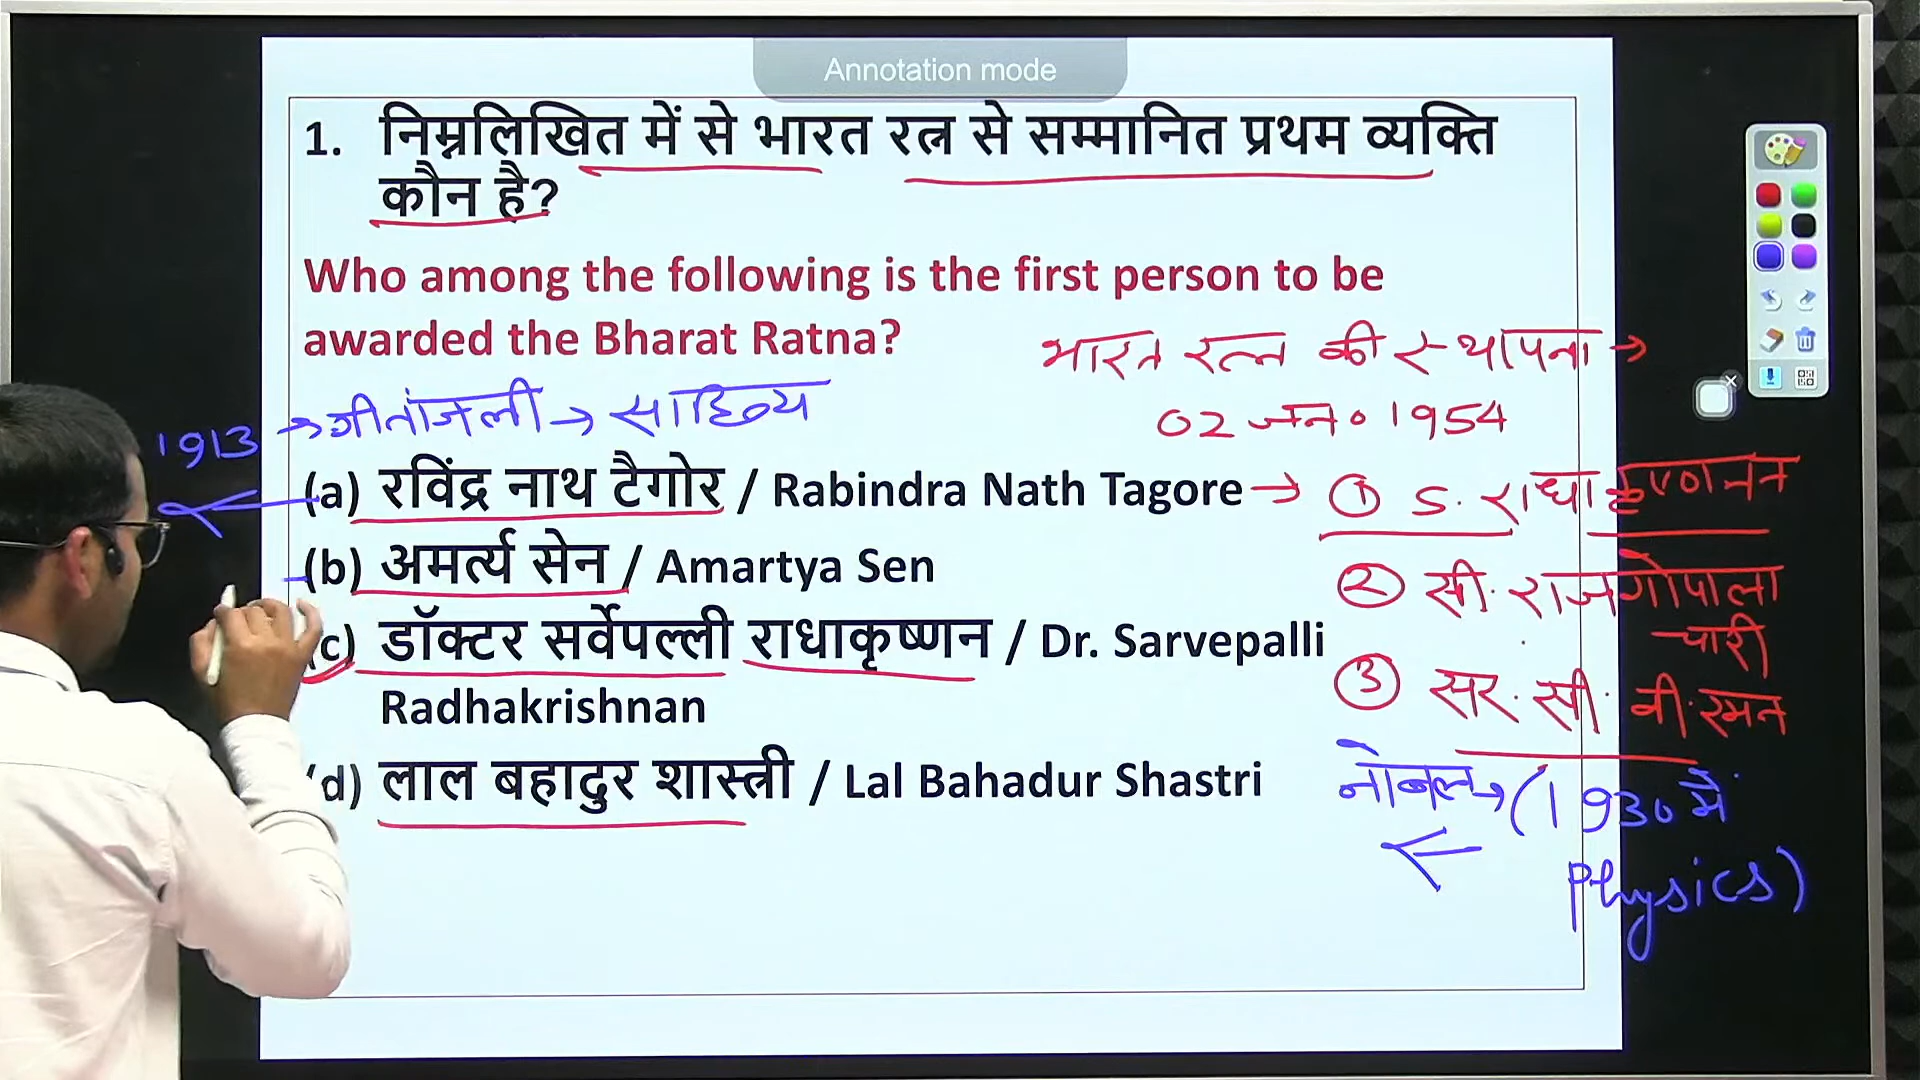 Annotation mode
1. निम्नलिखित में से भारत रत्न से सम्मानित प्रथम व्यक्ति
कौन है?
Who among the following is the first person to be
awarded the Bharat Ratna?
भारत रत्न की स्थापना →
02 जन० 1954
1913 → गीतांजली → साहित्य
(a) रविंद्र नाथ टैगोर / Rabindra Nath Tagore → ① S. राधाकृष्णनन
(b) अमर्त्य सेन / Amartya Sen
② सी. राजगोपाला
चारी
(c) डॉक्टर सर्वेपल्ली राधाकृष्णन / Dr. Sarvepalli
Radhakrishnan
③ सर. सी. वी. रमन
(d) लाल बहादुर शास्त्री / Lal Bahadur Shastri
नोबल → (1930 में
Physics)